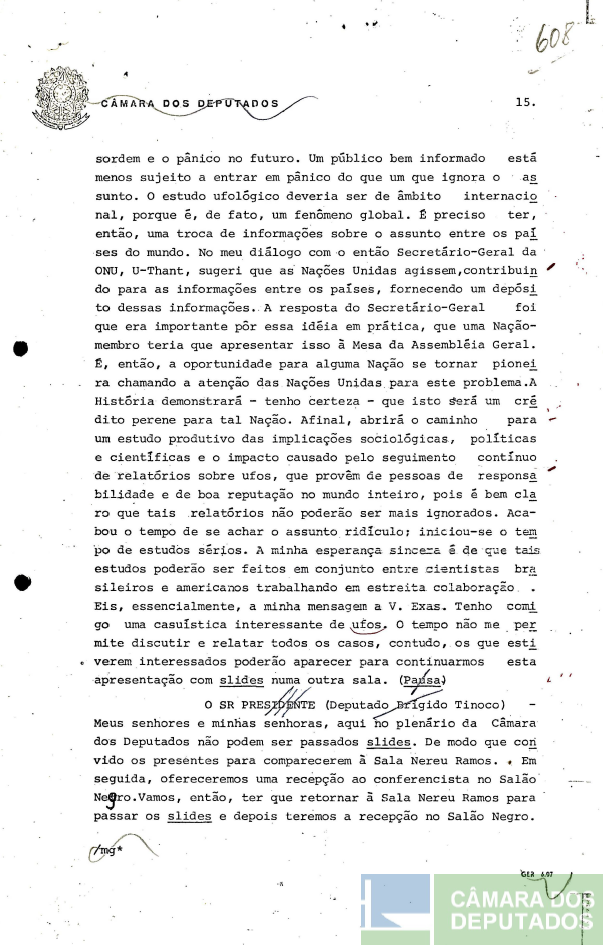 608
CÂMARA DOS DEPUTADOS 15.
sordem e o pânico no futuro. Um público bem informado está
menos sujeito a entrar em pânico do que um que ignora o as
sunto. O estudo ufológico deveria ser de âmbito internacio
nal, porque é, de fato, um fenômeno global. É preciso ter,
então, uma troca de informações sobre o assunto entre os paí
ses do mundo. No meu diálogo com o então Secretário-Geral da
ONU, U-Thant, sugeri que as Nações Unidas agissem,contribuin
do para as informações entre os países, fornecendo um depósi
to dessas informações. A resposta do Secretário-Geral foi
que era importante pôr essa idéia em prática, que uma Nação-
membro teria que apresentar isso à Mesa da Assembléia Geral.
É, então, a oportunidade para alguma Nação se tornar pionei
ra chamando a atenção das Nações Unidas para este problema.A
História demonstrará - tenho certeza - que isto será um cré
dito perene para tal Nação. Afinal, abrirá o caminho para
um estudo produtivo das implicações sociológicas, políticas
e científicas e o impacto causado pelo seguimento contínuo
de relatórios sobre ufos, que provêm de pessoas de responsa
bilidade e de boa reputação no mundo inteiro, pois é bem cla
ro que tais relatórios não poderão ser mais ignorados. Aca-
bou o tempo de se achar o assunto ridículo; iniciou-se o tem
po de estudos sérios. A minha esperança sincera é de que tais
estudos poderão ser feitos em conjunto entre cientistas bra
sileiros e americanos trabalhando em estreita colaboração .
Eis, essencialmente, a minha mensagem a V. Exas. Tenho comi
go uma casuística interessante de ufos. O tempo não me per
mite discutir e relatar todos os casos, contudo, os que esti
verem interessados poderão aparecer para continuarmos esta
apresentação com slides numa outra sala. (Pausa)
O SR PRESIDENTE (Deputado Brígido Tinoco) -
Meus senhores e minhas senhoras, aqui no plenário da Câmara
dos Deputados não podem ser passados slides. De modo que con
vido os presentes para comparecerem à Sala Nereu Ramos. Em
seguida, ofereceremos uma recepção ao conferencista no Salão
Negro.Vamos, então, ter que retornar à Sala Nereu Ramos para
passar os slides e depois teremos a recepção no Salão Negro.
/mg*
GER 6.07
CÂMARA DOS
DEPUTADOS